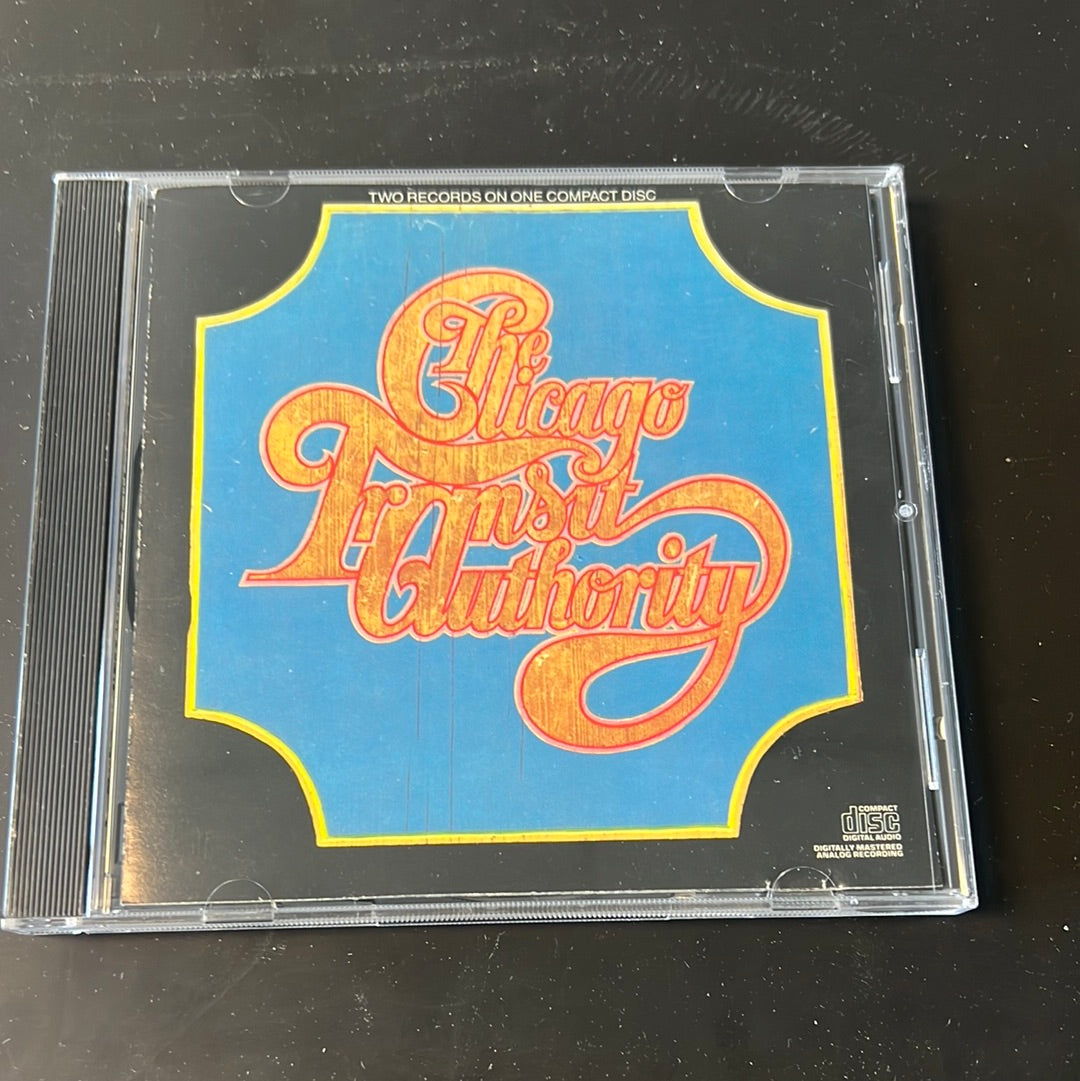 TWO RECORDS ON ONE COMPACT DISC
The
Chicago
Transit
Authority
COMPACT
disc
DIGITAL AUDIO
DIGITALLY MASTERED
ANALOG RECORDING